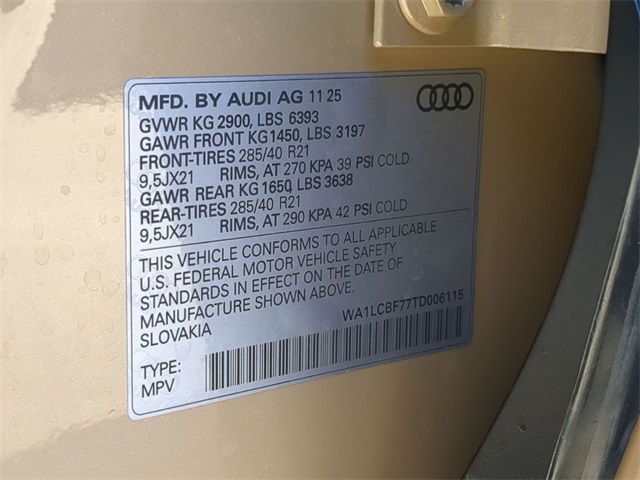 MFD. BY AUDI AG 11 25
GVWR KG 2900, LBS 6393
GAWR FRONT KG 1450, LBS 3197
FRONT-TIRES 285/40 R21
9,5JX21 RIMS, AT 270 KPA 39 PSI COLD
GAWR REAR KG 1650, LBS 3638
REAR-TIRES 285/40 R21
9,5JX21 RIMS, AT 290 KPA 42 PSI COLD
THIS VEHICLE CONFORMS TO ALL APPLICABLE
U.S. FEDERAL MOTOR VEHICLE SAFETY
STANDARDS IN EFFECT ON THE DATE OF
MANUFACTURE SHOWN ABOVE.
SLOVAKIA WA1LCBF77TD006115
TYPE:
MPV